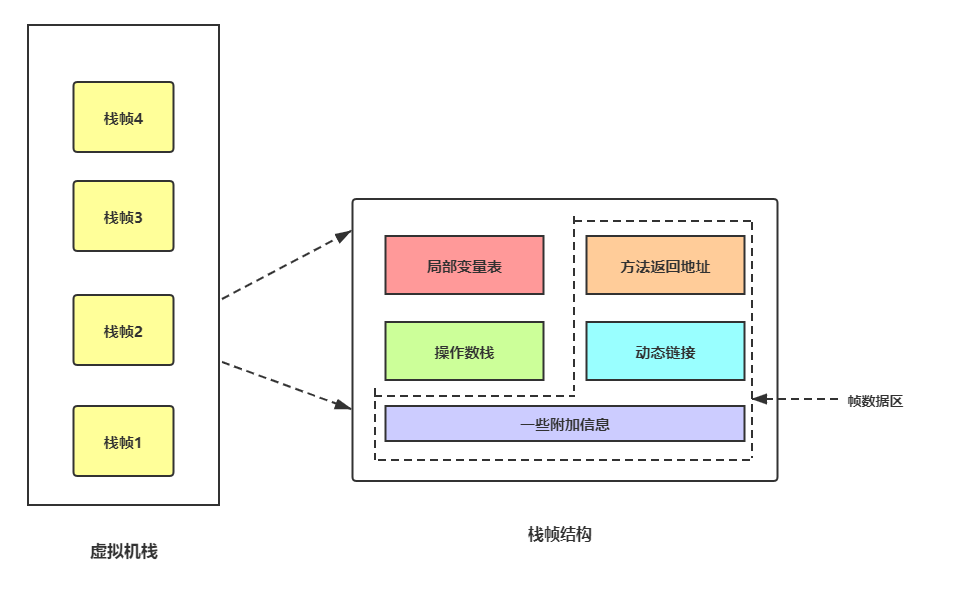 栈帧4
栈帧3
栈帧2
栈帧1
虚拟机栈
局部变量表
方法返回地址
操作数栈
动态链接
一些附加信息
帧数据区
栈帧结构